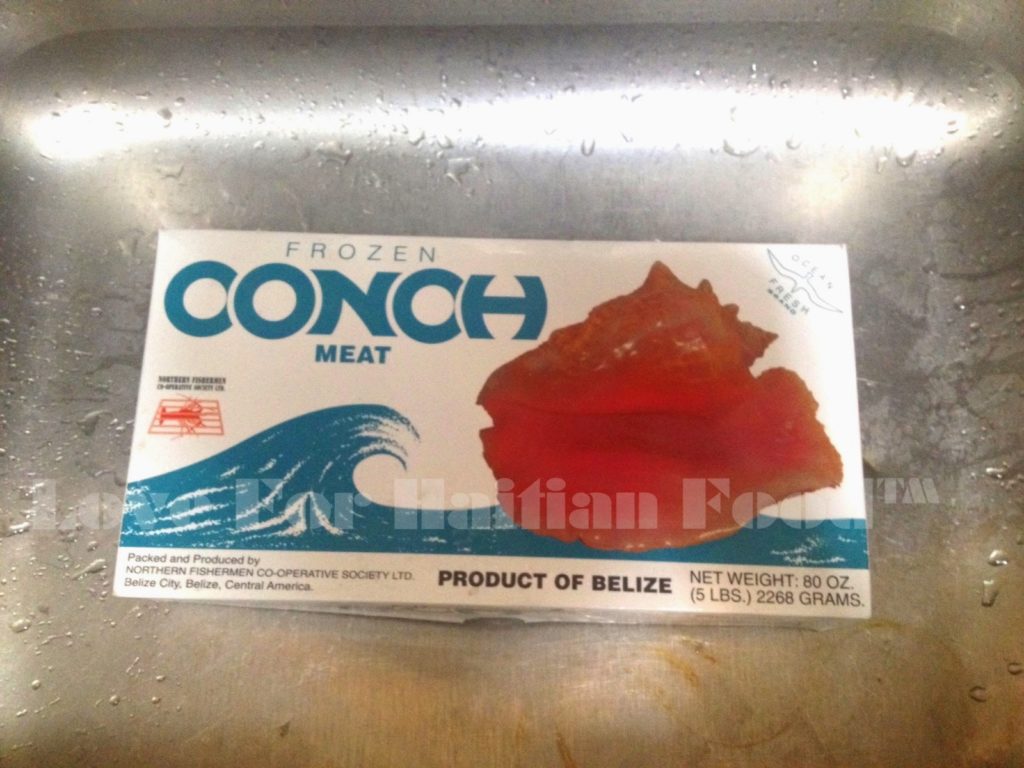 FROZEN
CONCH
MEAT
OCEAN
FRESH
BRAND
NORTHERN FISHERMEN
CO-OPERATIVE SOCIETY LTD.
Love For Haitian Food™
Packed and Produced by
NORTHERN FISHERMEN CO-OPERATIVE SOCIETY LTD.
Belize City, Belize, Central America.
PRODUCT OF BELIZE
NET WEIGHT: 80 OZ.
(5 LBS.) 2268 GRAMS.